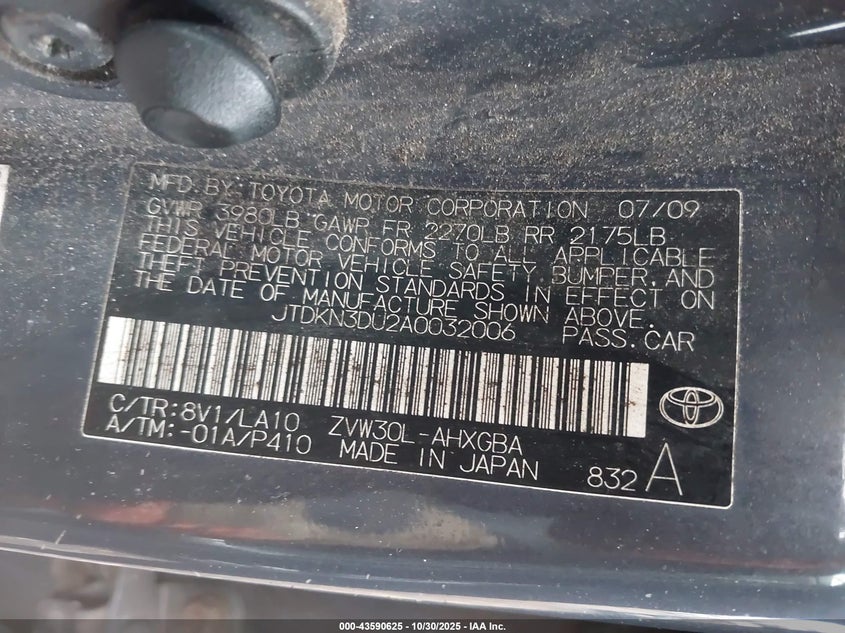 MFD.BY: TOYOTA MOTOR CORPORATION 07/09
GVWR 3980LB GAWR FR 2270LB RR 2175LB
THIS VEHICLE CONFORMS TO ALL APPLICABLE
FEDERAL MOTOR VEHICLE SAFETY, BUMPER, AND
THEFT PREVENTION STANDARDS IN EFFECT ON
THE DATE OF MANUFACTURE SHOWN ABOVE.
JTDKN3DU2A0032006 PASS.CAR
C/TR:8V1/LA10 ZVW30L-AHXGBA
A/TM:-01A/P410 MADE IN JAPAN 832 A
000-43590625 - 10/30/2025 - IAA Inc.